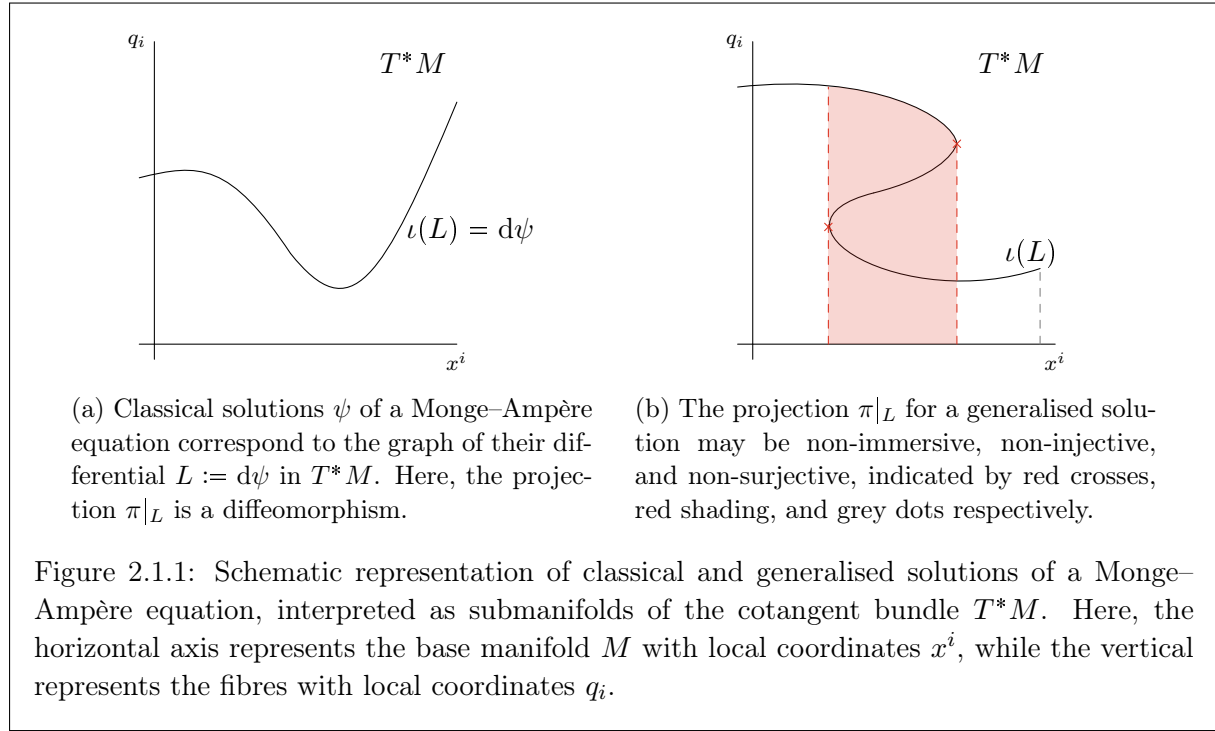 q_i
T*M
ι(L) = dψ
x^i
q_i
T*M
ι(L)
x^i
(a) Classical solutions ψ of a Monge–Ampère
equation correspond to the graph of their dif-
ferential L := dψ in T*M. Here, the projec-
tion π|_L is a diffeomorphism.
(b) The projection π|_L for a generalised solu-
tion may be non-immersive, non-injective,
and non-surjective, indicated by red crosses,
red shading, and grey dots respectively.
Figure 2.1.1: Schematic representation of classical and generalised solutions of a Monge–
Ampère equation, interpreted as submanifolds of the cotangent bundle T*M. Here, the
horizontal axis represents the base manifold M with local coordinates x^i, while the vertical
represents the fibres with local coordinates q_i.